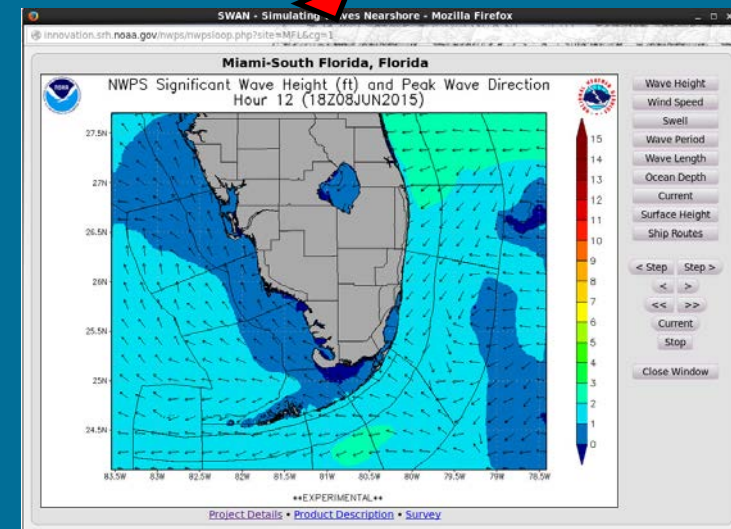 SWAN - Simulating Waves Nearshore - Mozilla Firefox
innovation.srh.noaa.gov/nwps/nwpsloop.php?site=MFL&cg=1
Miami-South Florida, Florida
NWPS Significant Wave Height (ft) and Peak Wave Direction
Hour 12 (18Z08JUN2015)
27.5N
27N
26.5N
26N
25.5N
25N
24.5N
83.5W 83W 82.5W 82W 81.5W 81W 80.5W 80W 79.5W 79W 78.5W
15
14
13
12
11
10
9
8
7
6
5
4
3
2
1
0
**EXPERIMENTAL**
Project Details • Product Description • Survey
Wave Height
Wind Speed
Swell
Wave Period
Wave Length
Ocean Depth
Current
Surface Height
Ship Routes
< Step Step >
< >
<< >>
Current
Stop
Close Window